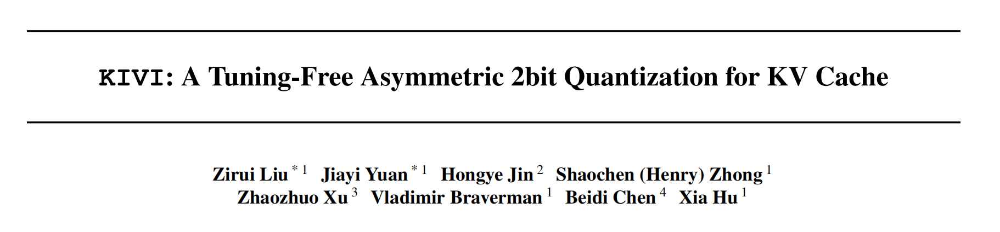 KIVI: A Tuning-Free Asymmetric 2bit Quantization for KV Cache
Zirui Liu * 1 Jiayi Yuan * 1 Hongye Jin 2 Shaochen (Henry) Zhong 1
Zhaozhuo Xu 3 Vladimir Braverman 1 Beidi Chen 4 Xia Hu 1